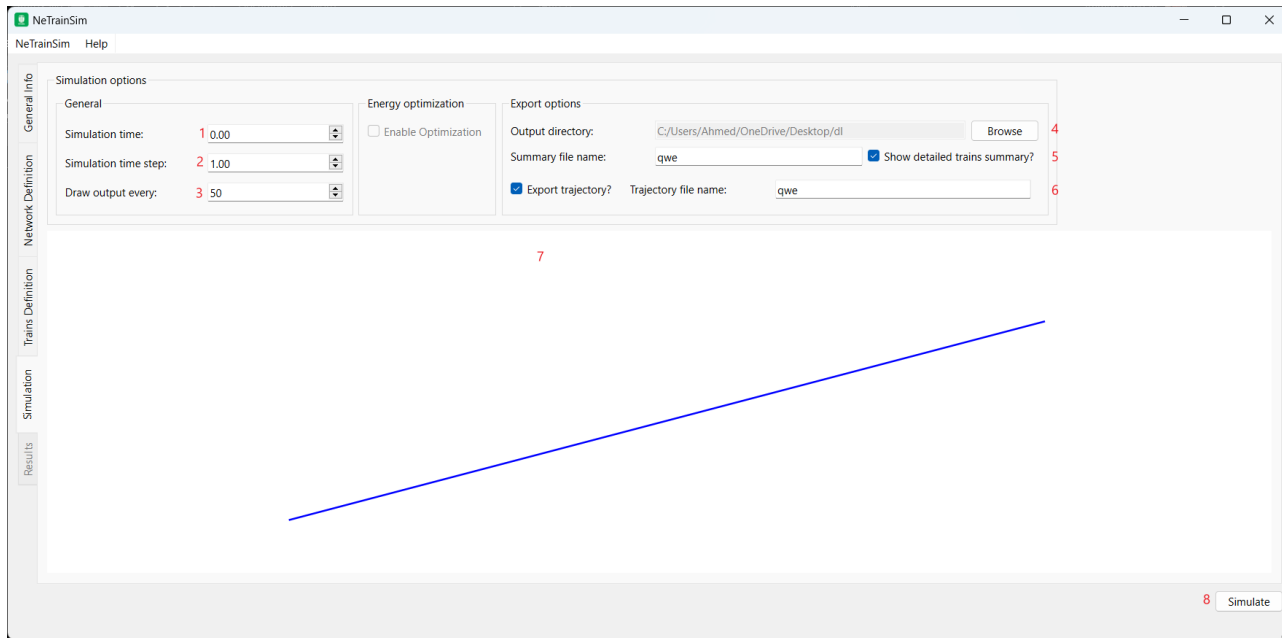 NeTrainSim
NeTrainSim Help
General Info
Network Definition
Trains Definition
Simulation
Results
Simulation options
General
Simulation time: 1 0.00
Simulation time step: 2 1.00
Draw output every: 3 50
Energy optimization
Enable Optimization
Export options
Output directory: C:/Users/Ahmed/OneDrive/Desktop/dl Browse 4
Summary file name: qwe Show detailed trains summary? 5
Export trajectory? Trajectory file name: qwe 6
7
8 Simulate